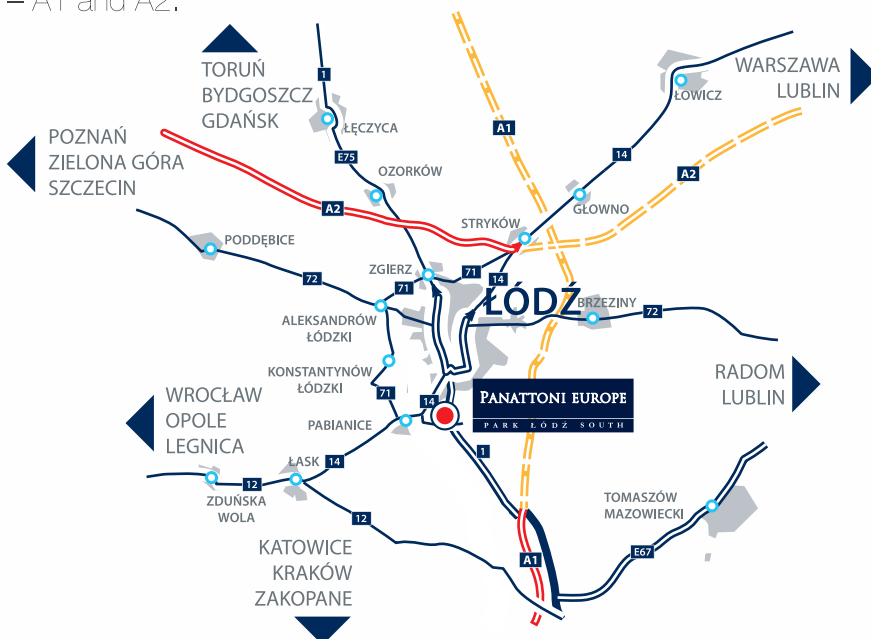 – A1 and A2.
TORUŃ
BYDGOSZCZ
GDAŃSK
1
ŁĘCZYCA
E75
A1
ŁOWICZ
WARSZAWA
LUBLIN
POZNAŃ
ZIELONA GÓRA
SZCZECIN
14
A2
OZORKÓW
A2
GŁOWNO
STRYKÓW
PODDĘBICE
ZGIERZ
71
14
72
71
ŁÓDŹ
BRZEZINY
72
ALEKSANDRÓW
ŁÓDZKI
KONSTANTYNÓW
ŁÓDZKI
71
RADOM
LUBLIN
WROCŁAW
OPOLE
LEGNICA
14
PANATTONI EUROPE
PARK ŁÓDŹ SOUTH
PABIANICE
1
14
ŁASK
12
ZDUŃSKA
WOLA
12
TOMASZÓW
MAZOWIECKI
KATOWICE
KRAKÓW
ZAKOPANE
A1
E67